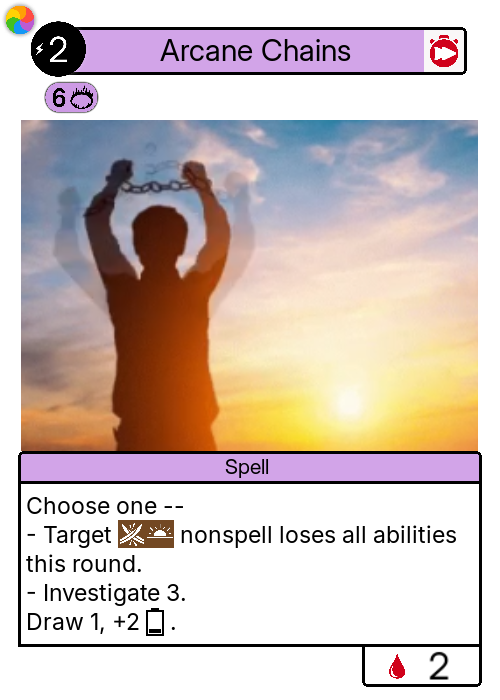 2
Arcane Chains
6
Spell
Choose one --
- Target nonspell loses all abilities
this round.
- Investigate 3.
Draw 1, +2 .
2